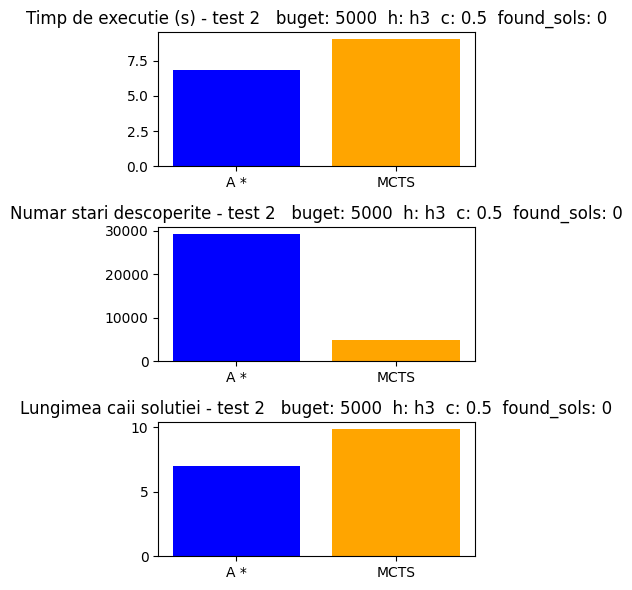 Timp de executie (s) - test 2   buget: 5000  h: h3  c: 0.5  found_sols: 0
7.5
5.0
2.5
0.0
A *
MCTS
Numar stari descoperite - test 2   buget: 5000  h: h3  c: 0.5  found_sols: 0
30000
20000
10000
0
A *
MCTS
Lungimea caii solutiei - test 2   buget: 5000  h: h3  c: 0.5  found_sols: 0
10
5
0
A *
MCTS